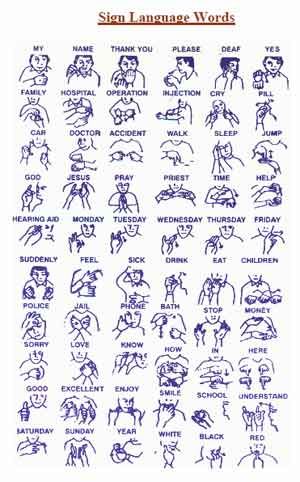 Sign Language Words
MY NAME THANK YOU PLEASE DEAF YES
FAMILY HOSPITAL OPERATION INJECTION CRY PILL
CAR DOCTOR ACCIDENT WALK SLEEP JUMP
GOD JESUS PRAY PRIEST TIME HELP
HEARING AID MONDAY TUESDAY WEDNESDAY THURSDAY FRIDAY
SUDDENLY FEEL SICK DRINK EAT CHILDREN
POLICE JAIL PHONE BATH STOP MONEY
SORRY LOVE KNOW HOW IN HERE
GOOD EXCELLENT ENJOY SMILE SCHOOL UNDERSTAND
SATURDAY SUNDAY YEAR WHITE BLACK RED